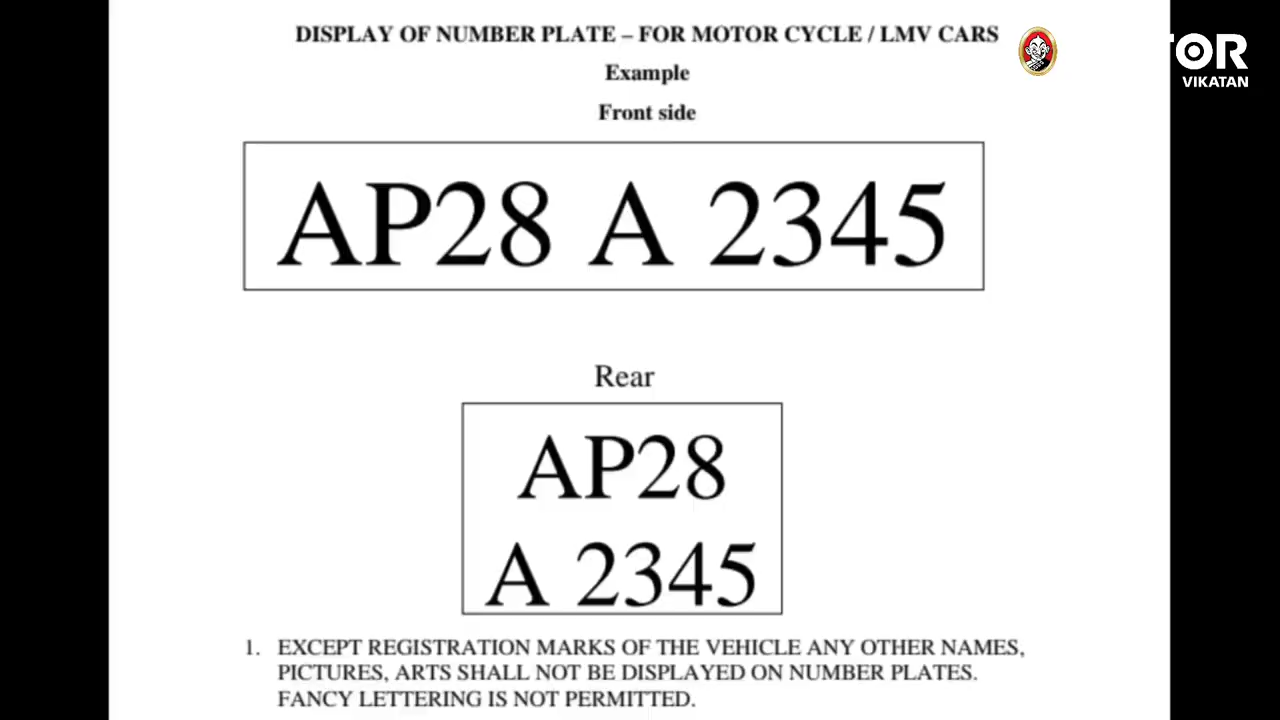 DISPLAY OF NUMBER PLATE – FOR MOTOR CYCLE / LMV CARS
Example
Front side
AP28 A 2345
Rear
AP28
A 2345
1. EXCEPT REGISTRATION MARKS OF THE VEHICLE ANY OTHER NAMES,
PICTURES, ARTS SHALL NOT BE DISPLAYED ON NUMBER PLATES.
FANCY LETTERING IS NOT PERMITTED.
TOR
VIKATAN